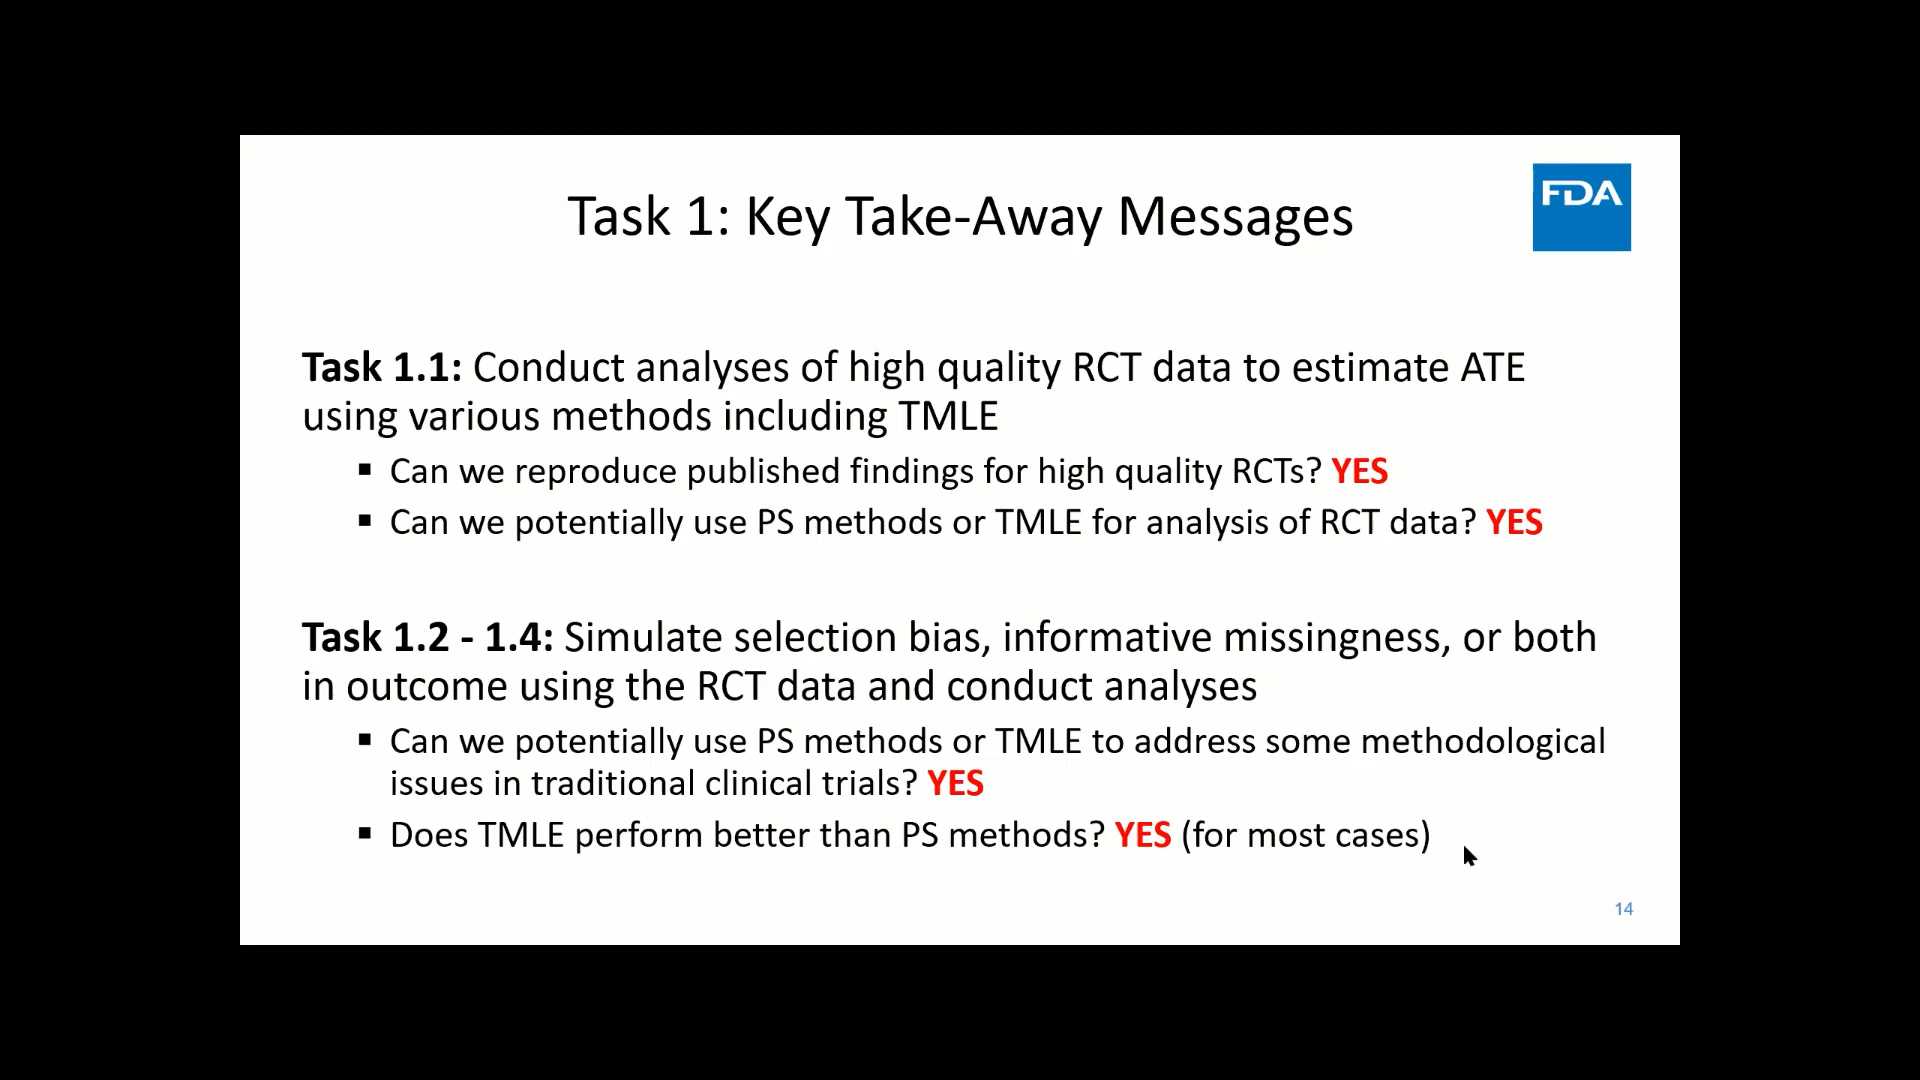 Task 1: Key Take-Away Messages
FDA
Task 1.1: Conduct analyses of high quality RCT data to estimate ATE
using various methods including TMLE
▪ Can we reproduce published findings for high quality RCTs? YES
▪ Can we potentially use PS methods or TMLE for analysis of RCT data? YES
Task 1.2 - 1.4: Simulate selection bias, informative missingness, or both
in outcome using the RCT data and conduct analyses
▪ Can we potentially use PS methods or TMLE to address some methodological
issues in traditional clinical trials? YES
▪ Does TMLE perform better than PS methods? YES (for most cases)
14